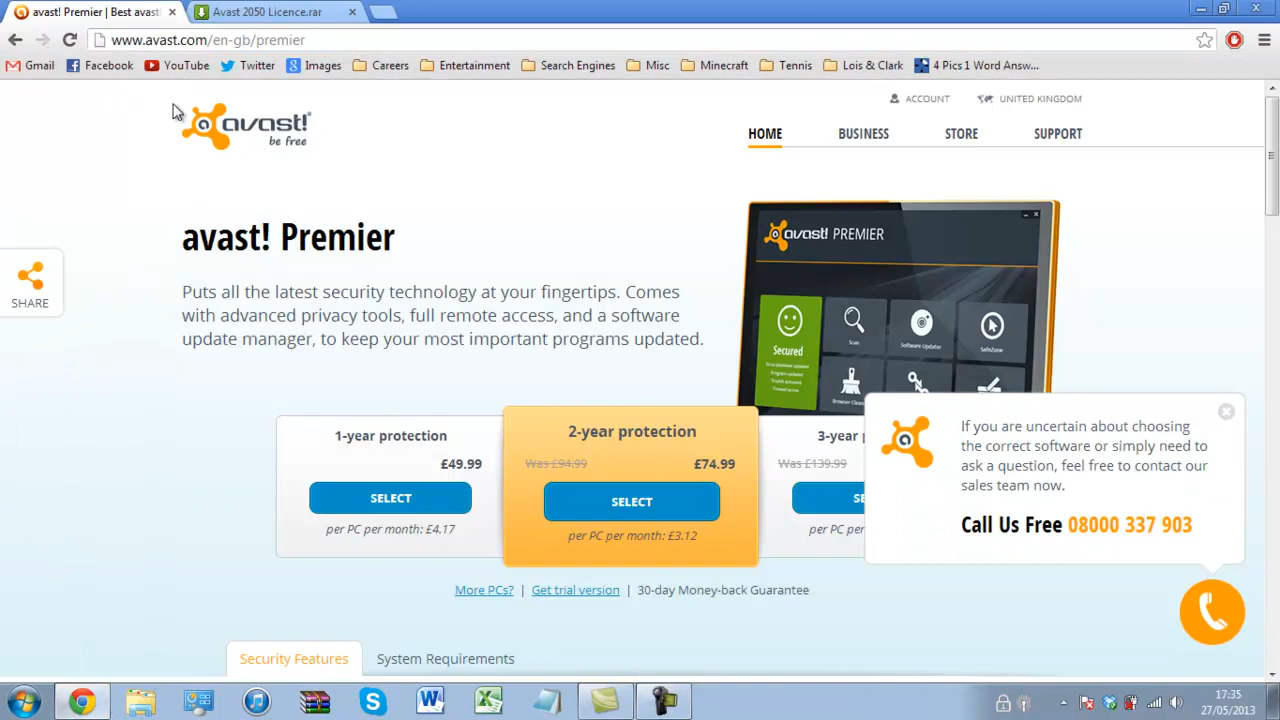 avast! Premier | Best avast!
Avast 2050 Licence.rar
www.avast.com/en-gb/premier
Gmail Facebook YouTube Twitter Images Careers Entertainment Search Engines Misc Minecraft Tennis Lois & Clark 4 Pics 1 Word Answ...
ACCOUNT UNITED KINGDOM
avast!
be free
HOME BUSINESS STORE SUPPORT
avast! Premier
Puts all the latest security technology at your fingertips. Comes
with advanced privacy tools, full remote access, and a software
update manager, to keep your most important programs updated.
SHARE
avast! PREMIER
Secured
Scan
Software Updater
SafeZone
Browser Cleanup
1-year protection
£49.99
SELECT
per PC per month: £4.17
2-year protection
Was £94.99 £74.99
SELECT
per PC per month: £3.12
3-year p
Was £139.99
SE
per PC per
If you are uncertain about choosing
the correct software or simply need to
ask a question, feel free to contact our
sales team now.
Call Us Free 08000 337 903
More PCs? | Get trial version | 30-day Money-back Guarantee
Security Features System Requirements
17:35
27/05/2013